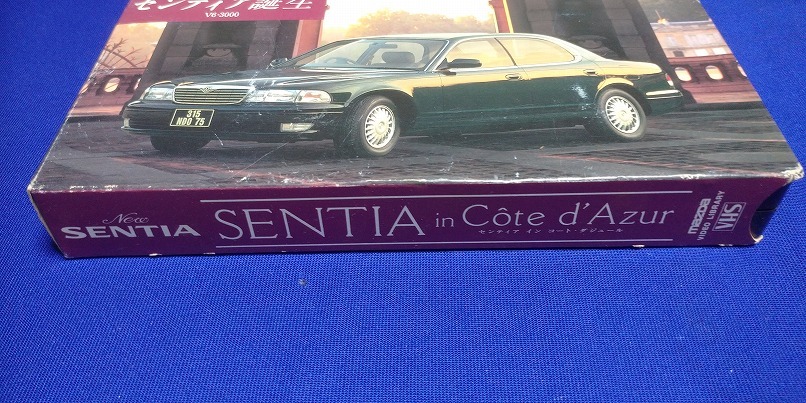 センティア誕生
V6・3000
315
NDO 75
New
SENTIA
SENTIA in Côte d'Azur
センティア イン コート・ダジュール
mazda
VIDEO LIBRARY
VHS